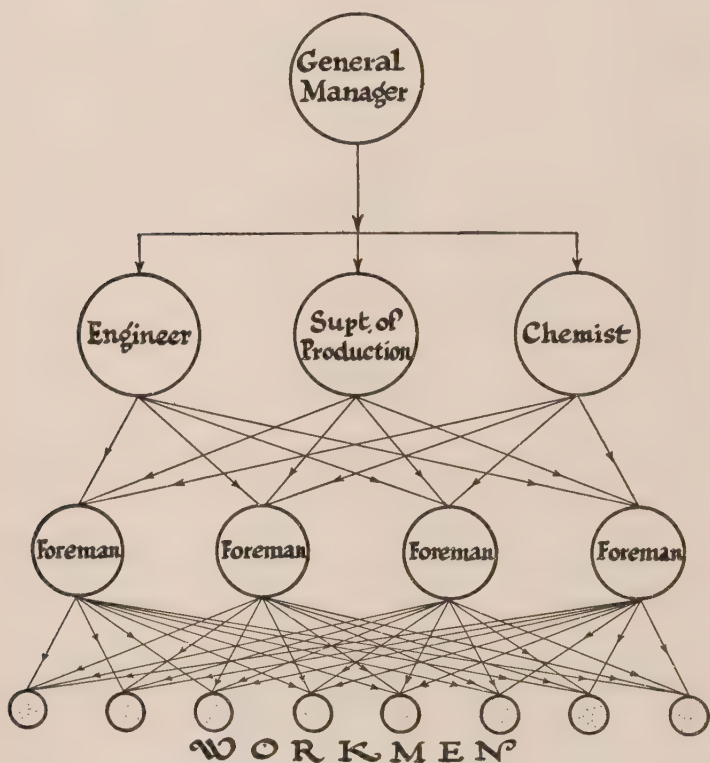 General
Manager
Engineer
Supt. of
Production
Chemist
Foreman
Foreman
Foreman
Foreman
WORKMEN